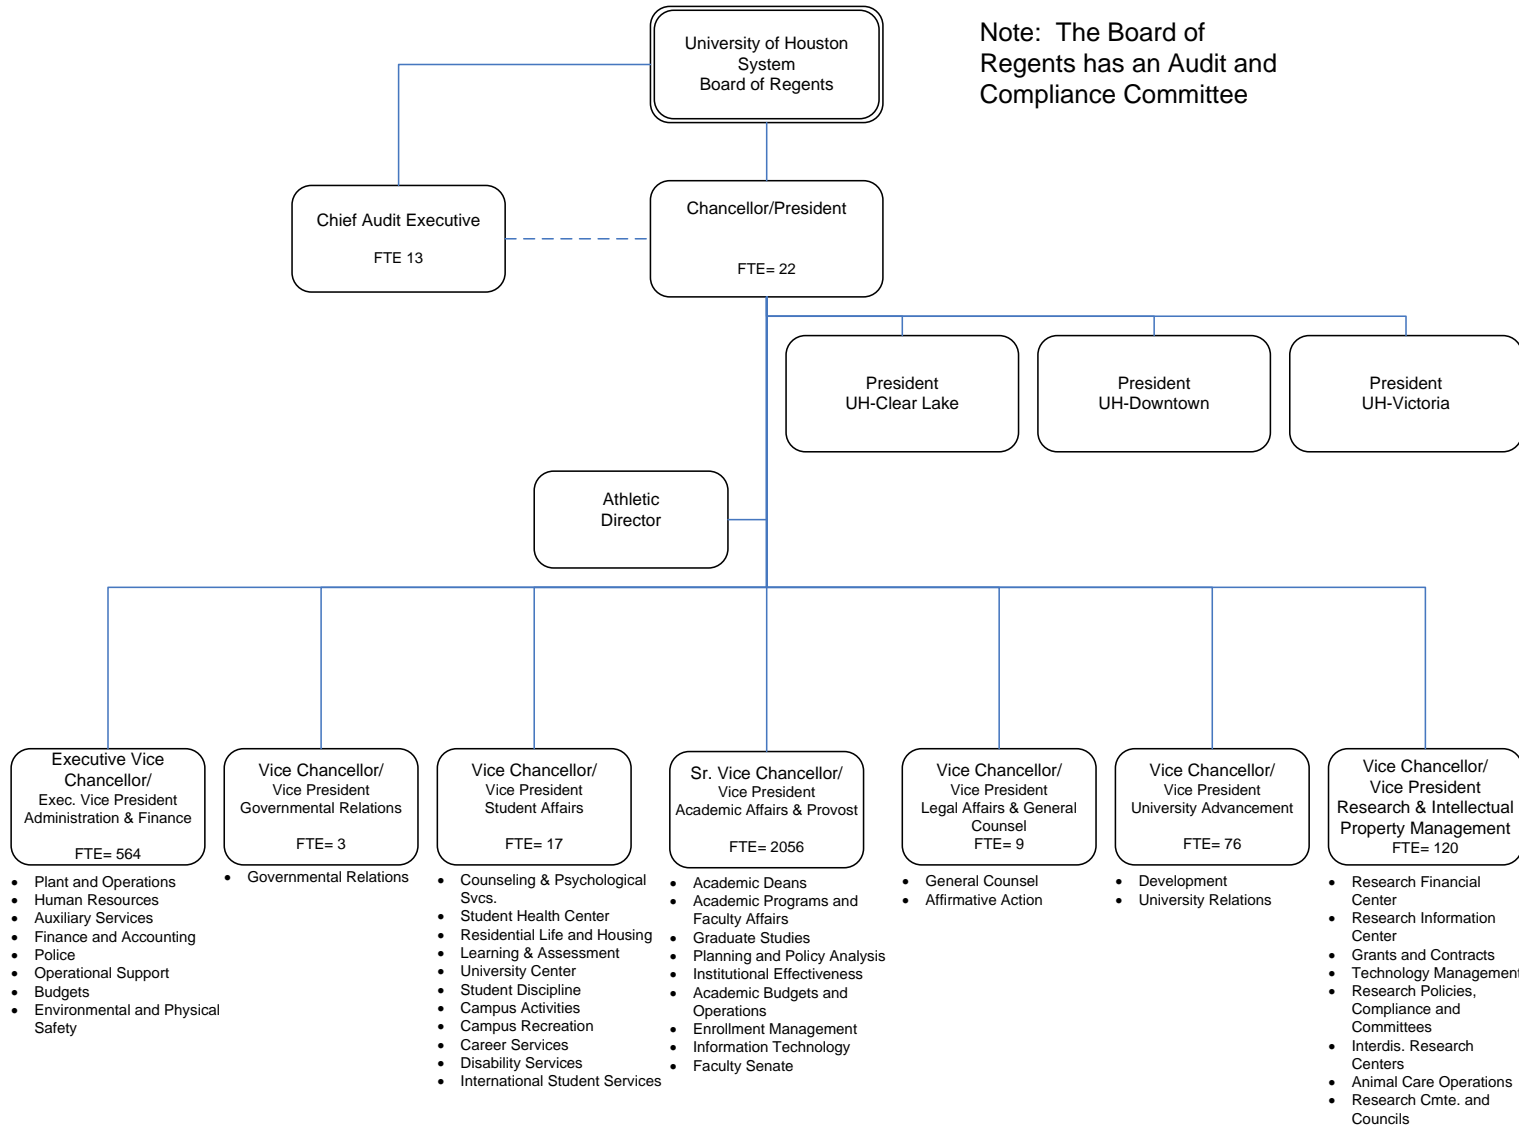 University of Houston
System
Board of Regents
Note:  The Board of
Regents has an Audit and
Compliance Committee
Chief Audit Executive
FTE 13
Chancellor/President
FTE= 22
President
UH-Clear Lake
President
UH-Downtown
President
UH-Victoria
Athletic
Director
Executive Vice
Chancellor/
Exec. Vice President
Administration & Finance
FTE= 564
• Plant and Operations
• Human Resources
• Auxiliary Services
• Finance and Accounting
• Police
• Operational Support
• Budgets
• Environmental and Physical
Safety
Vice Chancellor/
Vice President
Governmental Relations
FTE= 3
• Governmental Relations
Vice Chancellor/
Vice President
Student Affairs
FTE= 17
• Counseling & Psychological
Svcs.
• Student Health Center
• Residential Life and Housing
• Learning & Assessment
• University Center
• Student Discipline
• Campus Activities
• Campus Recreation
• Career Services
• Disability Services
• International Student Services
Sr. Vice Chancellor/
Vice President
Academic Affairs & Provost
FTE= 2056
• Academic Deans
• Academic Programs and
Faculty Affairs
• Graduate Studies
• Planning and Policy Analysis
• Institutional Effectiveness
• Academic Budgets and
Operations
• Enrollment Management
• Information Technology
• Faculty Senate
Vice Chancellor/
Vice President
Legal Affairs & General
Counsel
FTE= 9
• General Counsel
• Affirmative Action
Vice Chancellor/
Vice President
University Advancement
FTE= 76
• Development
• University Relations
Vice Chancellor/
Vice President
Research & Intellectual
Property Management
FTE= 120
• Research Financial
Center
• Research Information
Center
• Grants and Contracts
• Technology Management
• Research Policies,
Compliance and
Committees
• Interdis. Research
Centers
• Animal Care Operations
• Research Cmte. and
Councils